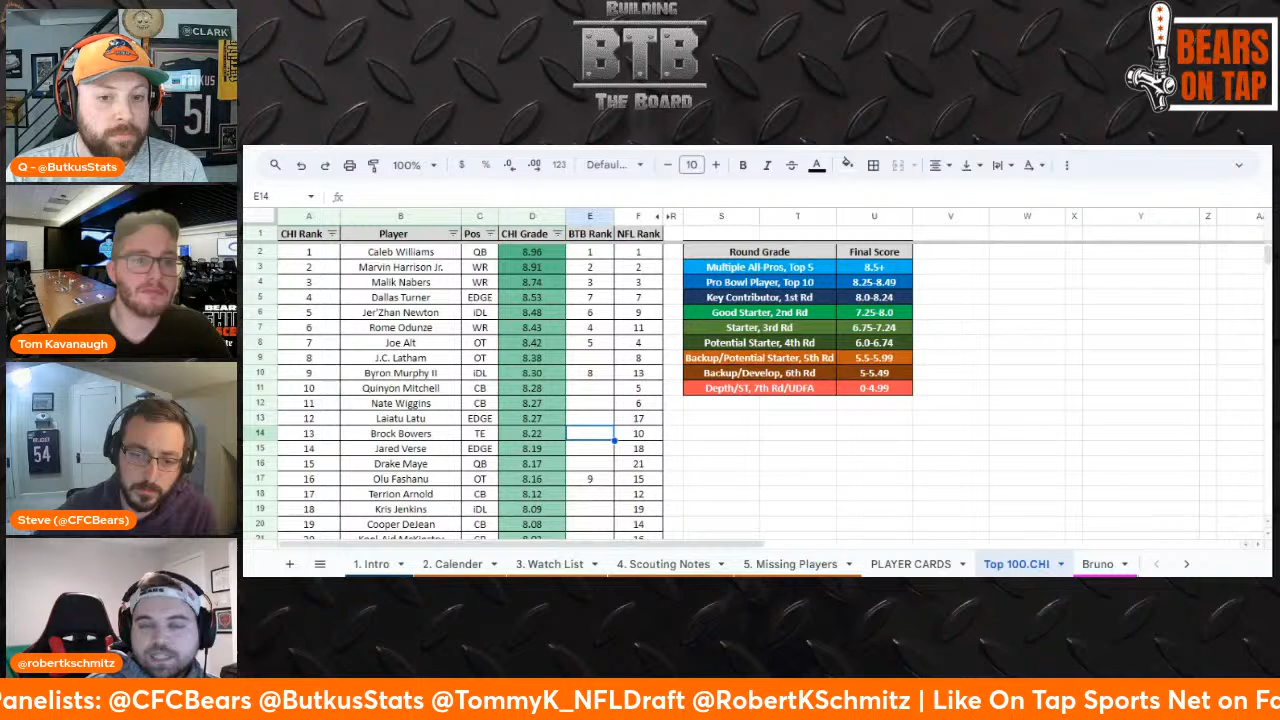 BUILDING
BTB
THE BOARD
BEARS
ON TAP
CLARK
51
Q - @ButkusStats
Tom Kavanaugh
54
Steve (@CFCBears)
@robertkschmitz
100% $ % .0 .00 123 Defaul... − 10 + B I S A
E14 fx
A B C D E F R S T U V W X Y Z
1 CHI Rank Player Pos CHI Grade BTB Rank NFL Rank
2 1 Caleb Williams QB 8.96 1 1 Round Grade Final Score
3 2 Marvin Harrison Jr. WR 8.91 2 2 Multiple All-Pros, Top 5 8.5+
4 3 Malik Nabers WR 8.74 3 3 Pro Bowl Player, Top 10 8.25-8.49
5 4 Dallas Turner EDGE 8.53 7 7 Key Contributor, 1st Rd 8.0-8.24
6 5 Jer'Zhan Newton iDL 8.48 6 9 Good Starter, 2nd Rd 7.25-8.0
7 6 Rome Odunze WR 8.43 4 11 Starter, 3rd Rd 6.75-7.24
8 7 Joe Alt OT 8.42 5 4 Potential Starter, 4th Rd 6.0-6.74
9 8 J.C. Latham OT 8.38 8 Backup/Potential Starter, 5th Rd 5.5-5.99
10 9 Byron Murphy II iDL 8.30 8 13 Backup/Develop, 6th Rd 5-5.49
11 10 Quinyon Mitchell CB 8.28 5 Depth/ST, 7th Rd/UDFA 0-4.99
12 11 Nate Wiggins CB 8.27 6
13 12 Laiatu Latu EDGE 8.27 17
14 13 Brock Bowers TE 8.22 10
15 14 Jared Verse EDGE 8.19 18
16 15 Drake Maye QB 8.17 21
17 16 Olu Fashanu OT 8.16 9 15
18 17 Terrion Arnold CB 8.12 12
19 18 Kris Jenkins iDL 8.09 19
20 19 Cooper DeJean CB 8.08 14
+ 1. Intro 2. Calender 3. Watch List 4. Scouting Notes 5. Missing Players PLAYER CARDS Top 100.CHI Bruno
Panelists: @CFCBears @ButkusStats @TommyK_NFLDraft @RobertKSchmitz | Like On Tap Sports Net on